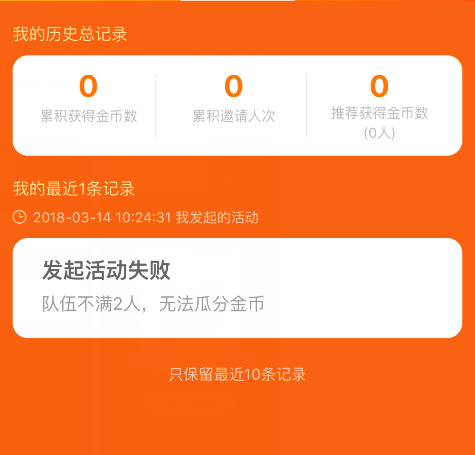 我的历史总记录
0 0 0
累积获得金币数 累积邀请人次 推荐获得金币数
(0人)
我的最近1条记录
2018-03-14 10:24:31 我发起的活动
发起活动失败
队伍不满2人，无法瓜分金币
只保留最近10条记录